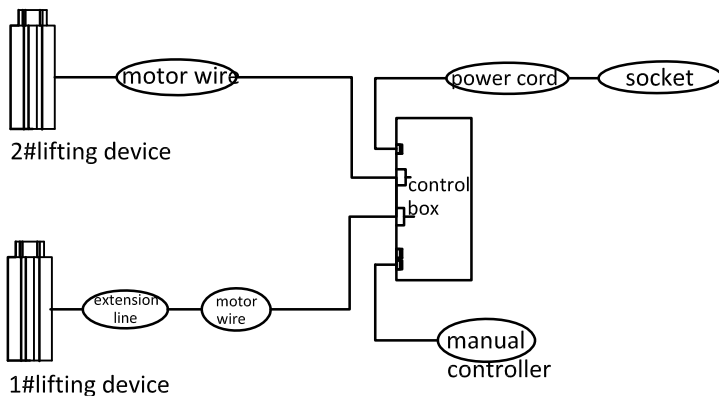 motor wire
power cord
socket
2#lifting device
control
box
extension
line
motor
wire
manual
controller
1#lifting device